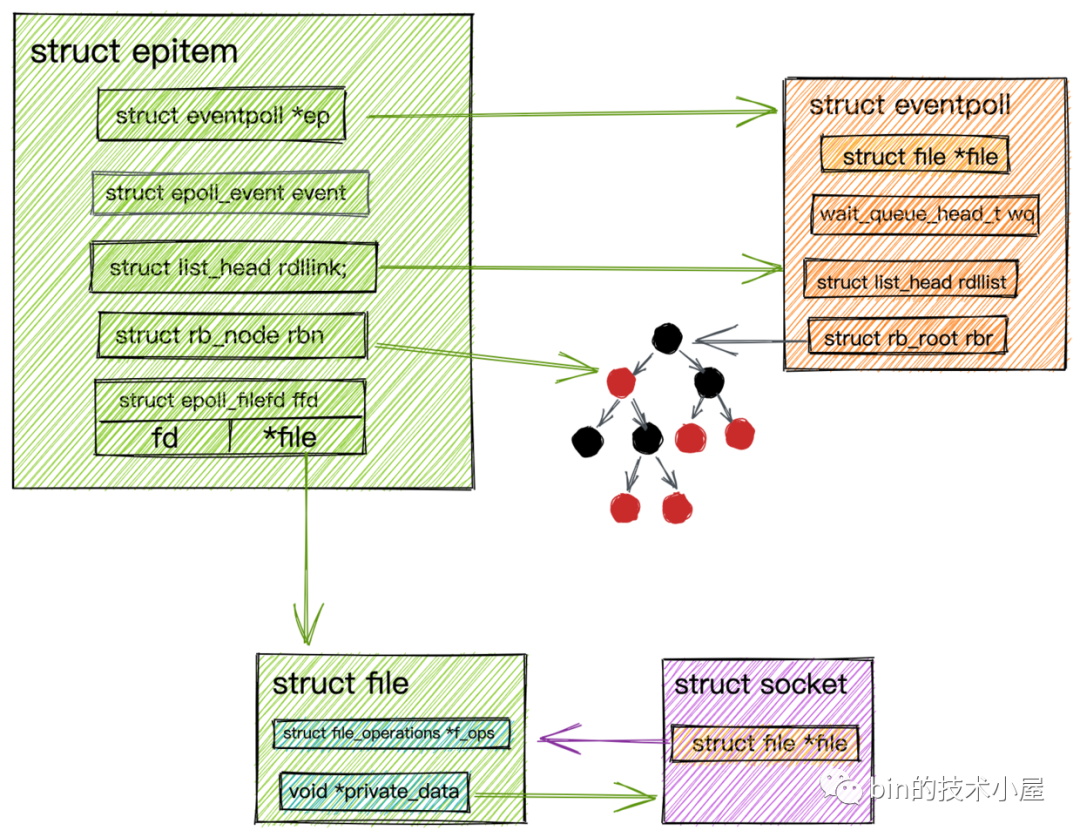 struct epitem
struct eventpoll *ep
struct epoll_event event
struct list_head rdllink;
struct rb_node rbn
struct epoll_filefd ffd
fd
*file
struct eventpoll
struct file *file
wait_queue_head_t wq
struct list_head rdllist
struct rb_root rbr
struct file
struct file_operations *f_ops
void *private_data
struct socket
struct file *file
bin的技术小屋